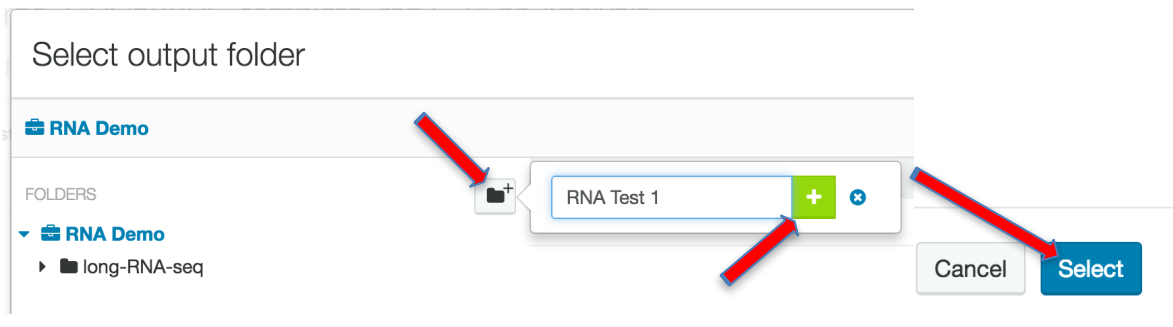 Select output folder
RNA Demo
FOLDERS
RNA Test 1
RNA Demo
long-RNA-seq
Cancel
Select